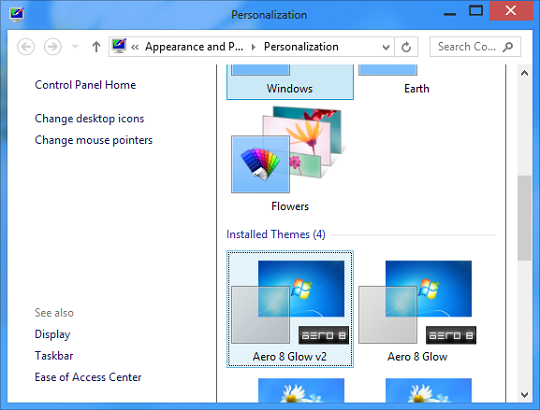 Personalization
« Appearance and P... Personalization Search Co...
Control Panel Home
Change desktop icons
Change mouse pointers
See also
Display
Taskbar
Ease of Access Center
Windows Earth
Flowers
Installed Themes (4)
AERO 8 AERO 8
Aero 8 Glow v2 Aero 8 Glow